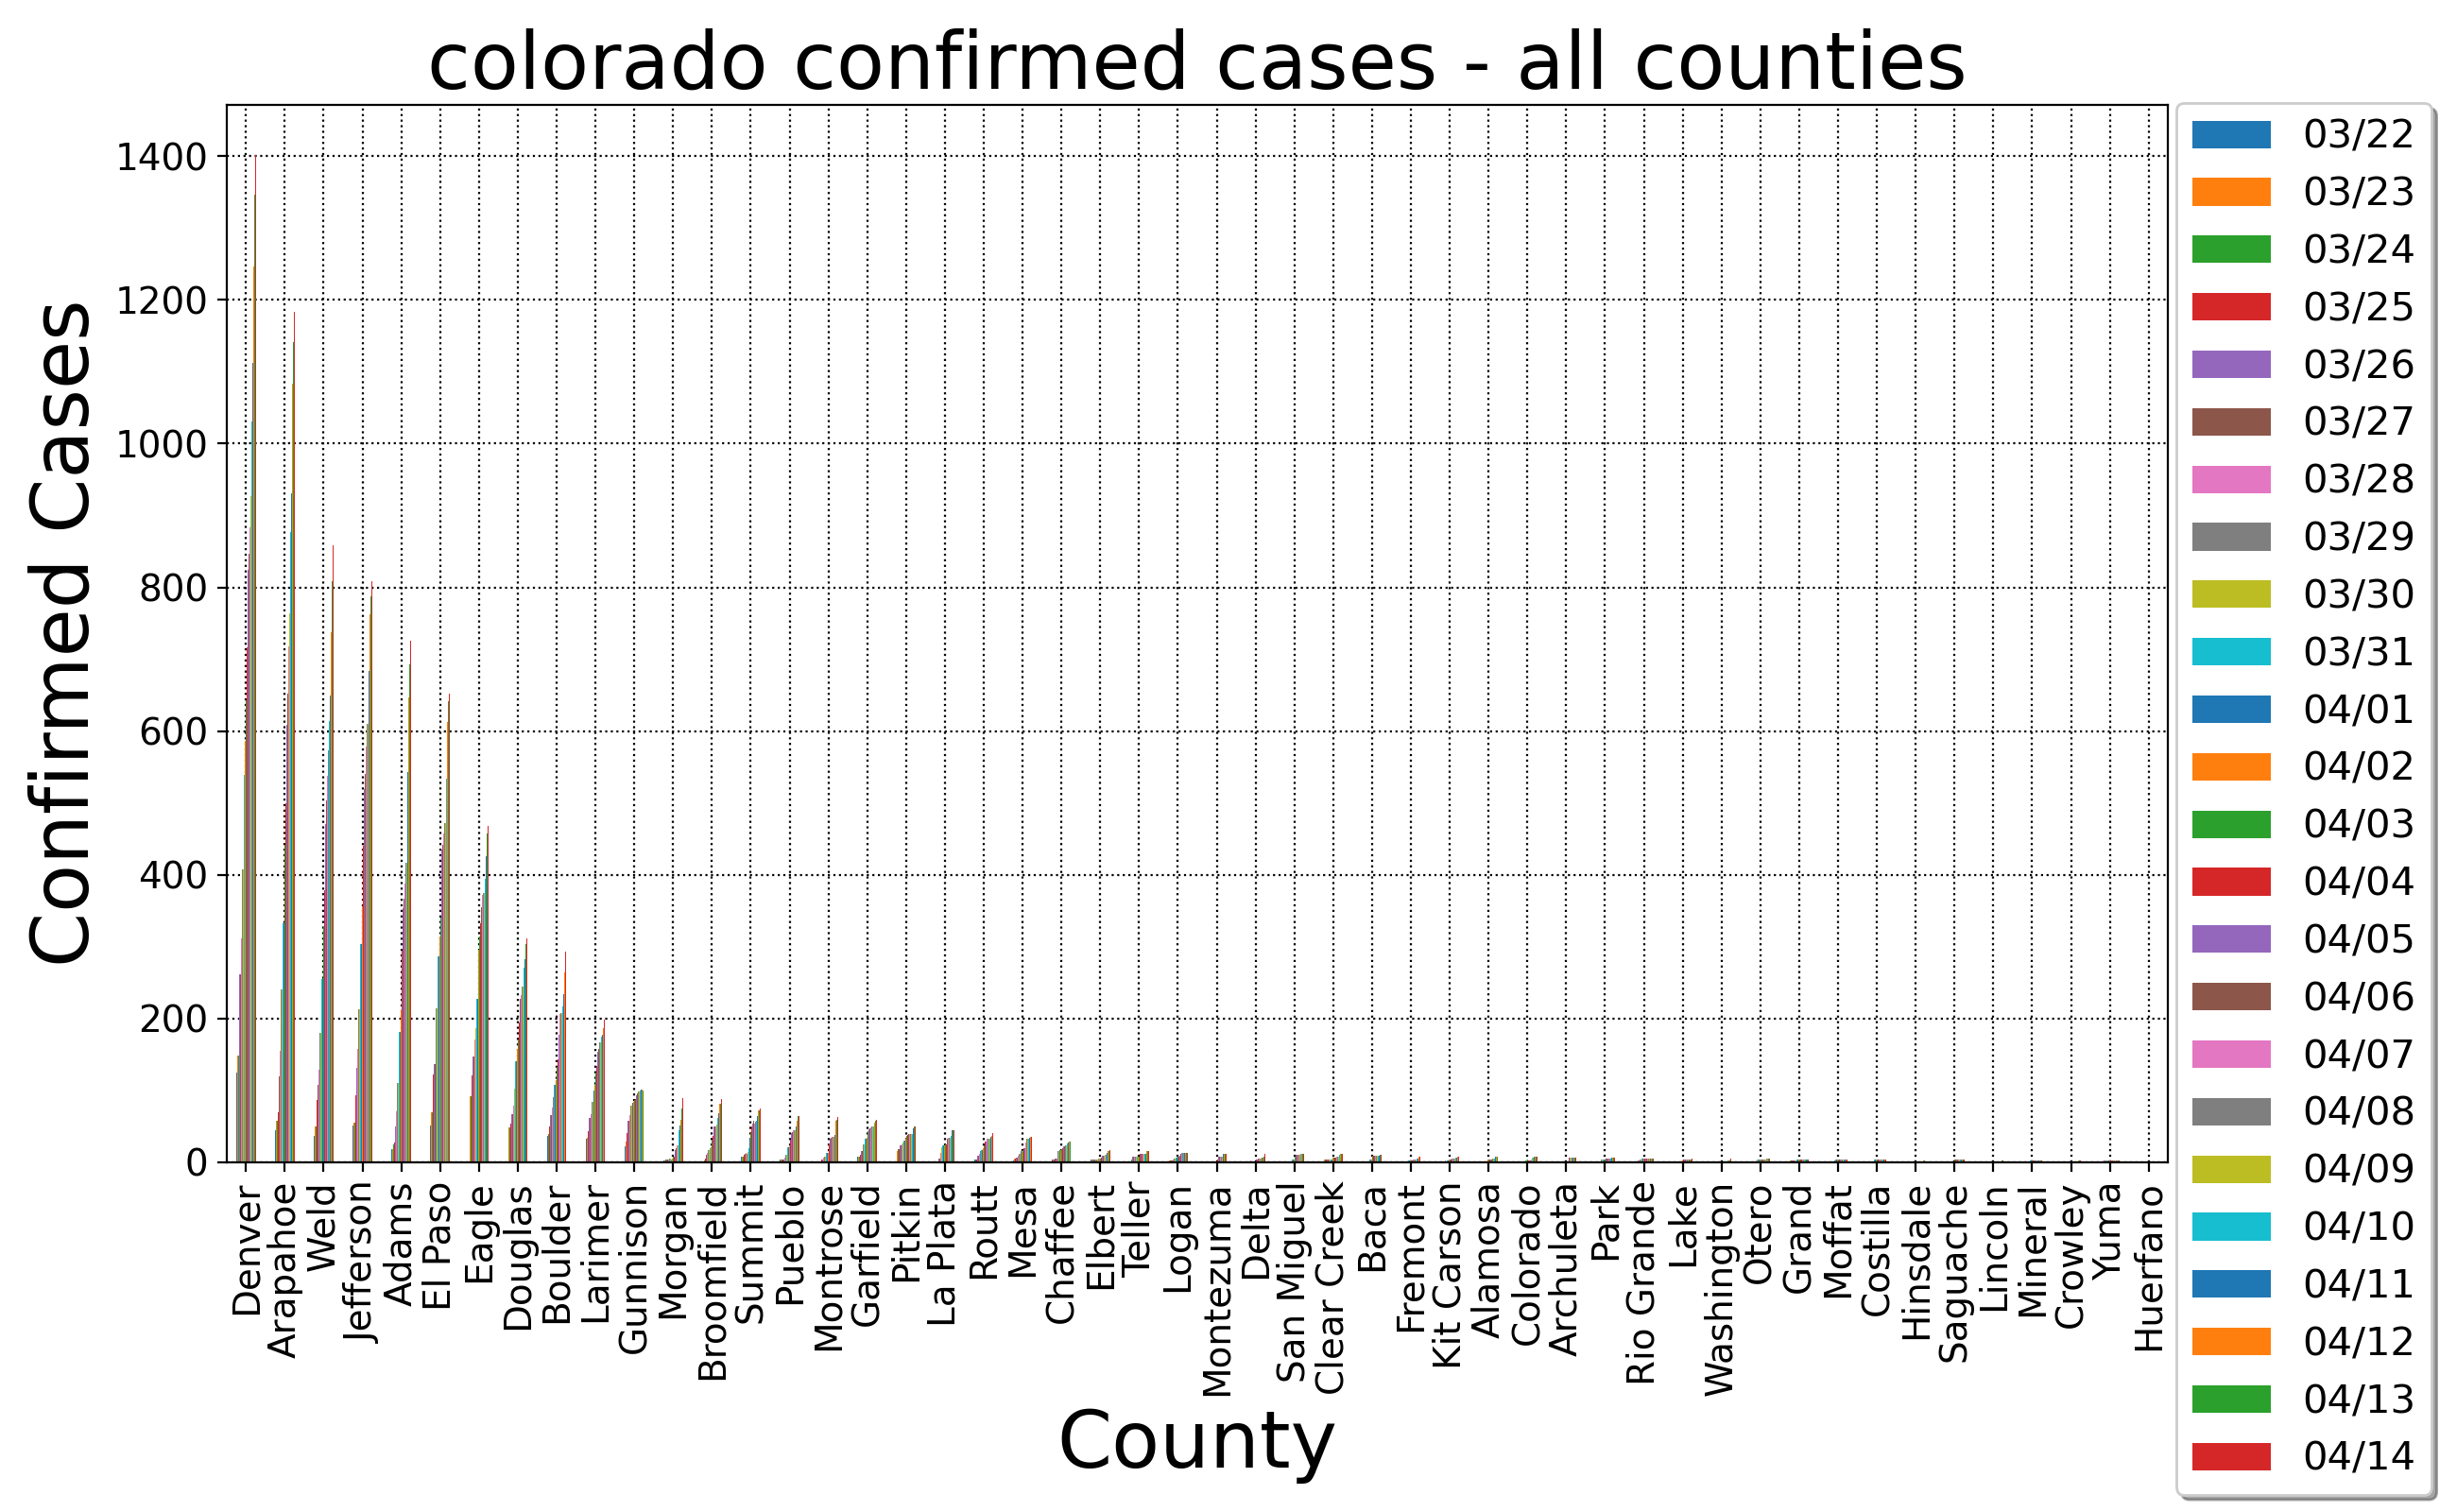 colorado confirmed cases - all counties
Confirmed Cases
1400
1200
1000
800
600
400
200
0
Denver
Arapahoe
Weld
Jefferson
Adams
El Paso
Eagle
Douglas
Boulder
Larimer
Gunnison
Morgan
Broomfield
Summit
Pueblo
Montrose
Garfield
Pitkin
La Plata
Routt
Mesa
Chaffee
Elbert
Teller
Logan
Montezuma
Delta
San Miguel
Clear Creek
Baca
Fremont
Kit Carson
Alamosa
Colorado
Archuleta
Park
Rio Grande
Lake
Washington
Otero
Grand
Moffat
Costilla
Hinsdale
Saguache
Lincoln
Mineral
Crowley
Yuma
Huerfano
County
03/22
03/23
03/24
03/25
03/26
03/27
03/28
03/29
03/30
03/31
04/01
04/02
04/03
04/04
04/05
04/06
04/07
04/08
04/09
04/10
04/11
04/12
04/13
04/14